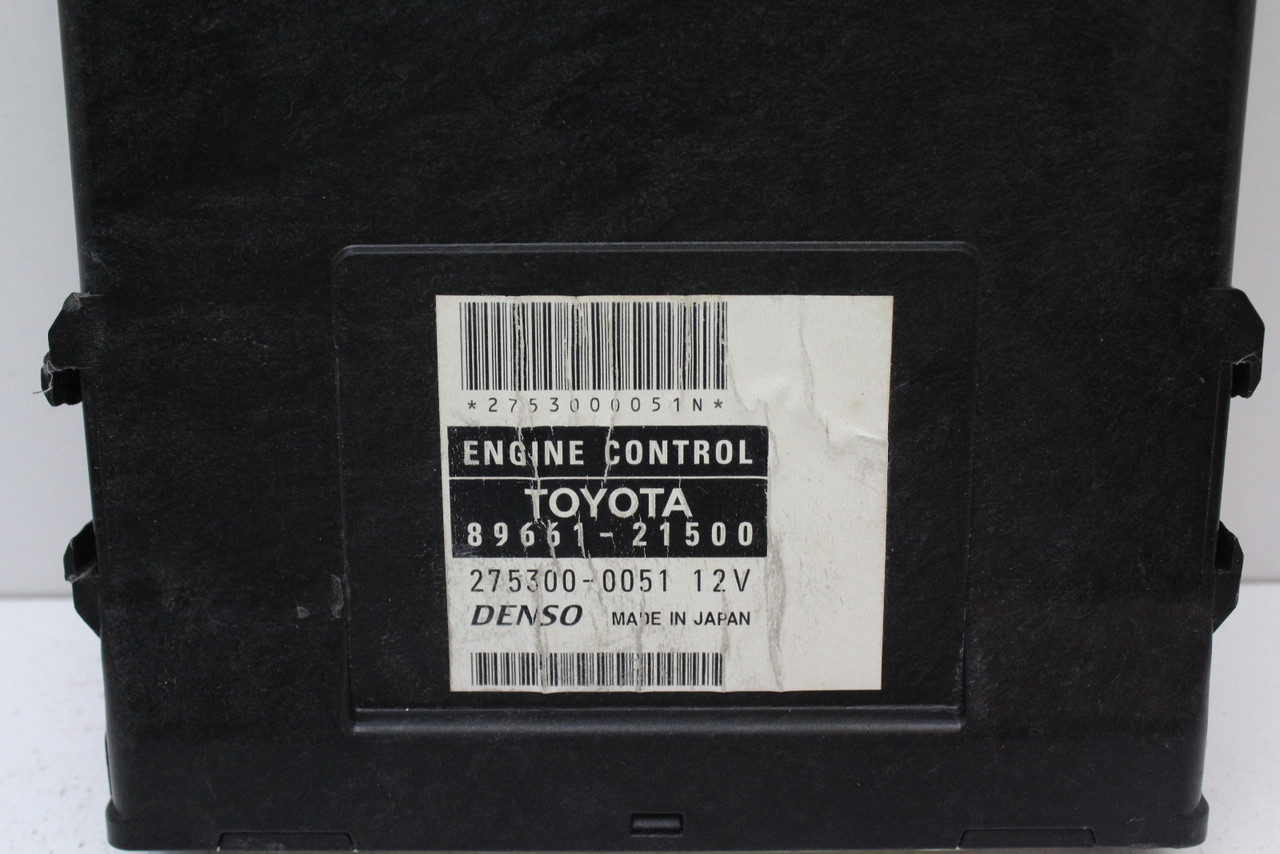 *2753000051N*
ENGINE CONTROL
TOYOTA
89661-21500
275300-0051 12V
DENSO MADE IN JAPAN